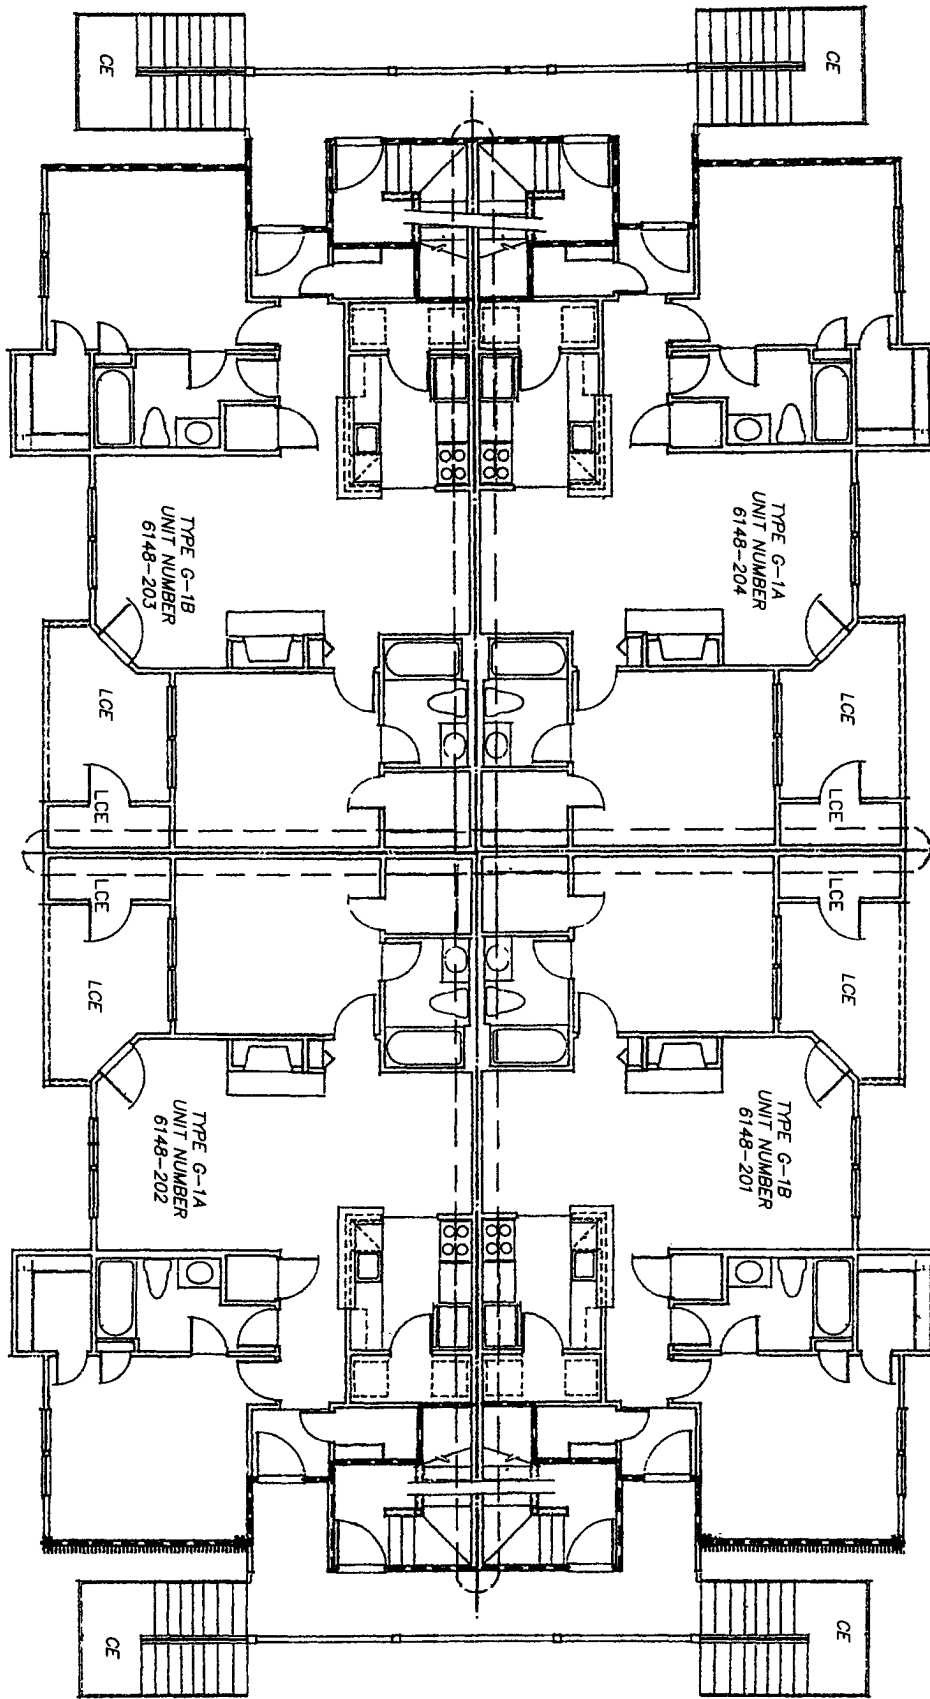 CE
CE
TYPE G-1B
UNIT NUMBER
6148-203
TYPE G-1A
UNIT NUMBER
6148-204
LCE
LCE
LCE
LCE
LCE
LCE
LCE
LCE
TYPE G-1A
UNIT NUMBER
6148-202
TYPE G-1B
UNIT NUMBER
6148-201
CE
CE